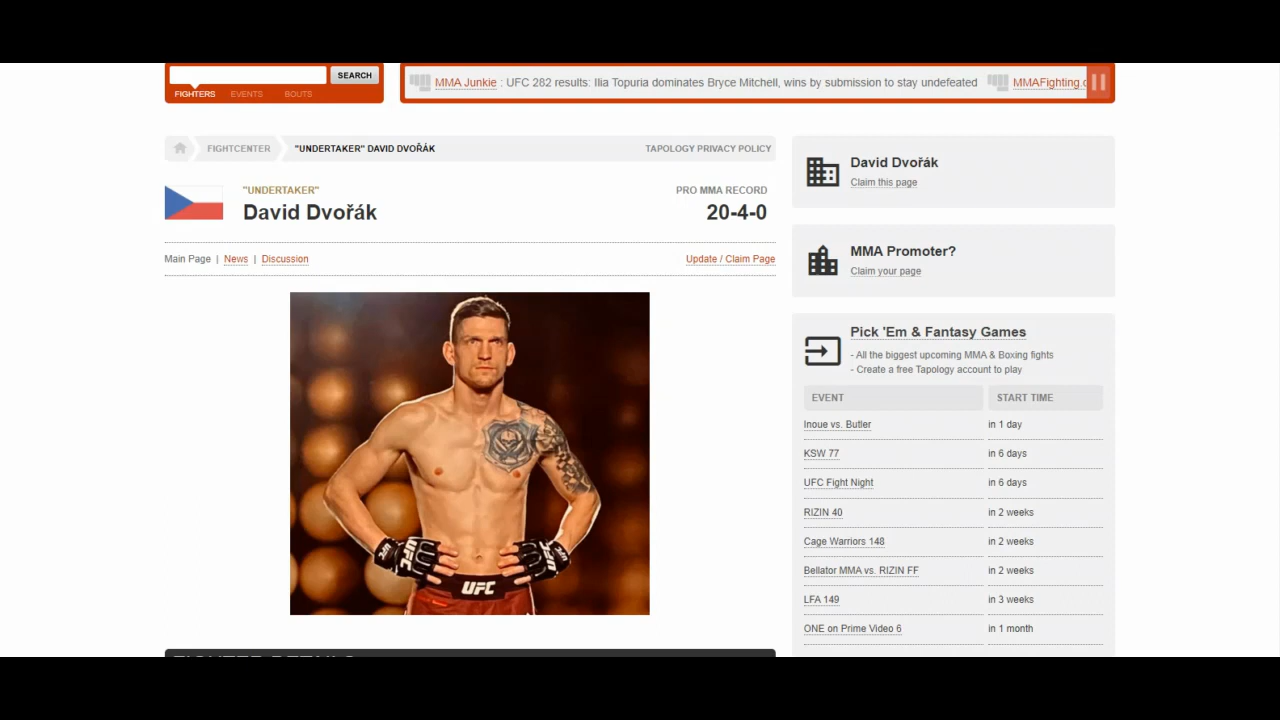 SEARCH
FIGHTERS EVENTS BOUTS
MMA Junkie : UFC 282 results: Ilia Topuria dominates Bryce Mitchell, wins by submission to stay undefeated MMAFighting.c
FIGHTCENTER "UNDERTAKER" DAVID DVOŘÁK TAPOLOGY PRIVACY POLICY
"UNDERTAKER" PRO MMA RECORD
David Dvořák 20-4-0
Main Page | News | Discussion Update / Claim Page
UFC
UFC
UFC
FIGHTER DETAILS
David Dvořák
Claim this page
MMA Promoter?
Claim your page
Pick 'Em & Fantasy Games
- All the biggest upcoming MMA & Boxing fights
- Create a free Tapology account to play
EVENT START TIME
Inoue vs. Butler in 1 day
KSW 77 in 6 days
UFC Fight Night in 6 days
RIZIN 40 in 2 weeks
Cage Warriors 148 in 2 weeks
Bellator MMA vs. RIZIN FF in 2 weeks
LFA 149 in 3 weeks
ONE on Prime Video 6 in 1 month